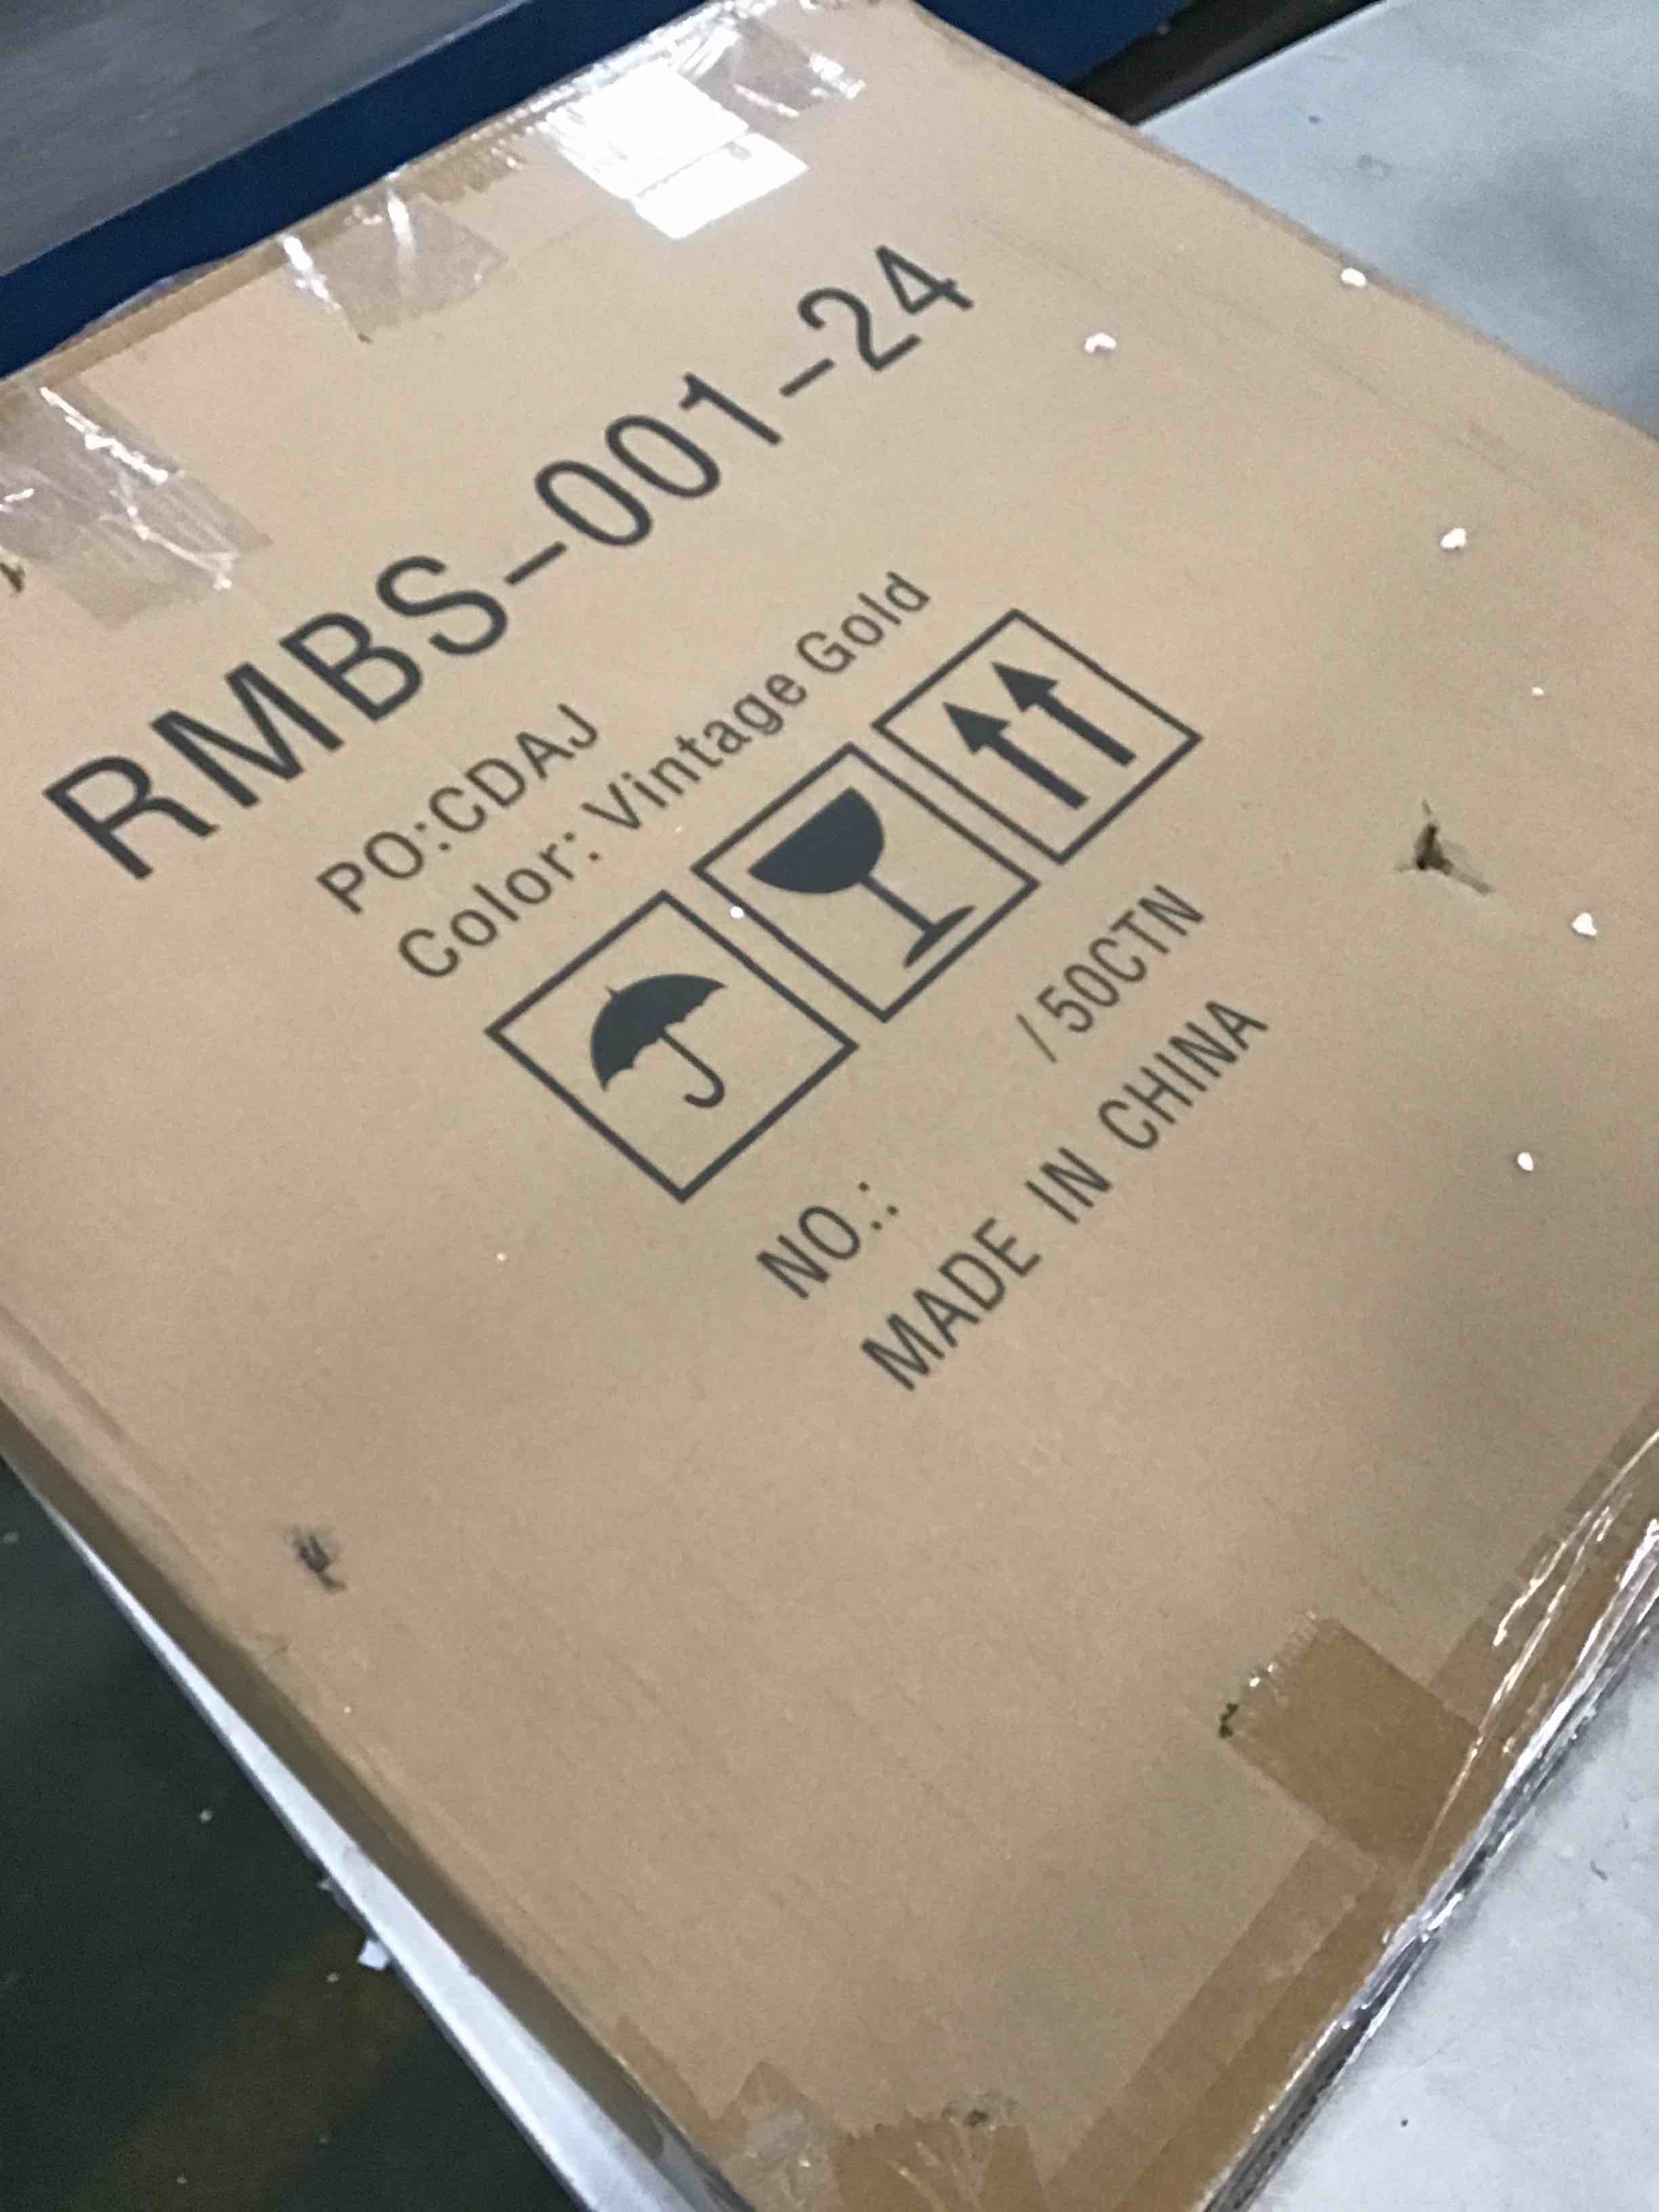 RMBS-001-24
PO:CDAJ
Color: Vintage Gold
NO.: /50CTN
MADE IN CHINA